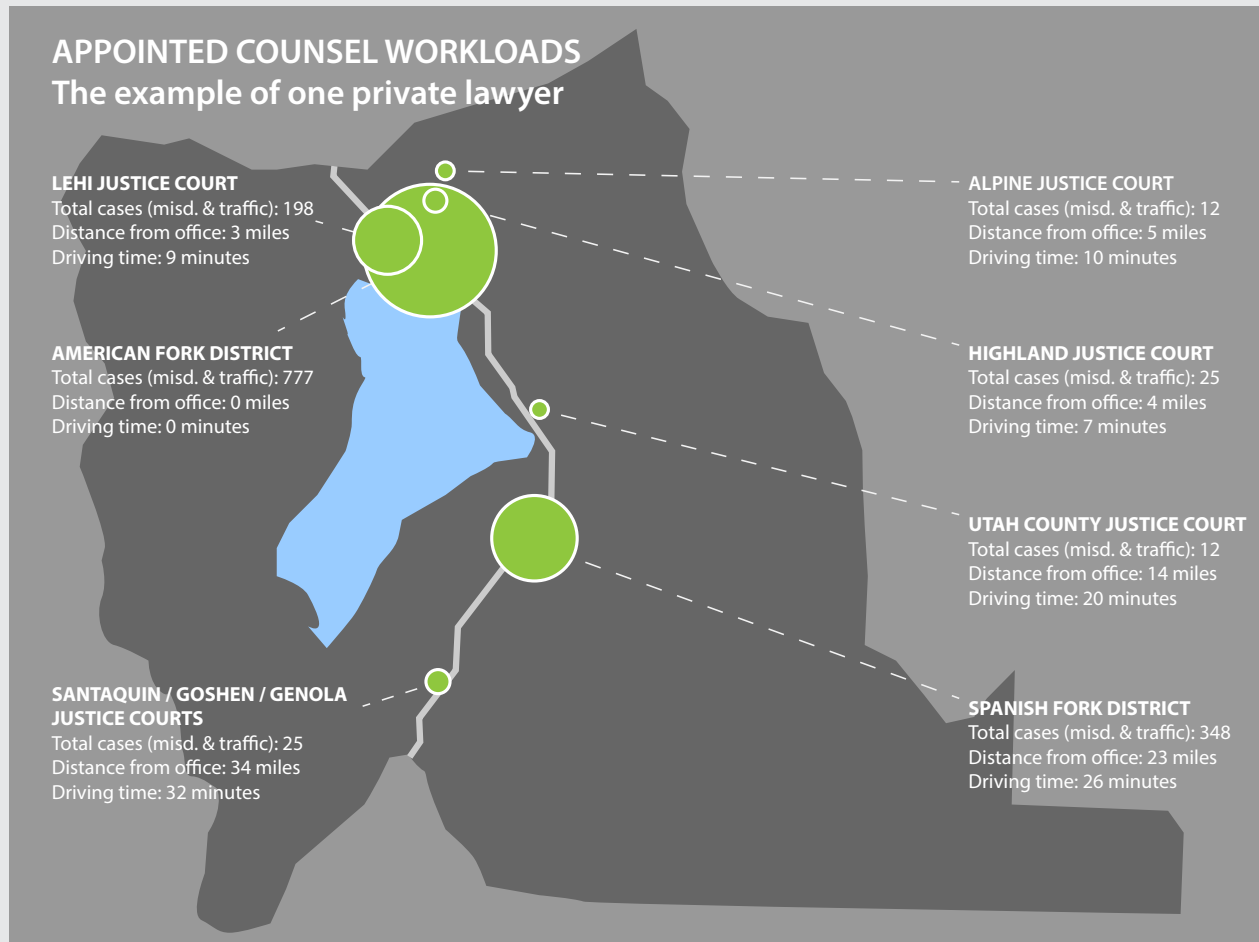 APPOINTED COUNSEL WORKLOADS
The example of one private lawyer
LEHI JUSTICE COURT
Total cases (misd. & traffic): 198
Distance from office: 3 miles
Driving time: 9 minutes
AMERICAN FORK DISTRICT
Total cases (misd. & traffic): 777
Distance from office: 0 miles
Driving time: 0 minutes
SANTAQUIN / GOSHEN / GENOLA
JUSTICE COURTS
Total cases (misd. & traffic): 25
Distance from office: 34 miles
Driving time: 32 minutes
ALPINE JUSTICE COURT
Total cases (misd. & traffic): 12
Distance from office: 5 miles
Driving time: 10 minutes
HIGHLAND JUSTICE COURT
Total cases (misd. & traffic): 25
Distance from office: 4 miles
Driving time: 7 minutes
UTAH COUNTY JUSTICE COURT
Total cases (misd. & traffic): 12
Distance from office: 14 miles
Driving time: 20 minutes
SPANISH FORK DISTRICT
Total cases (misd. & traffic): 348
Distance from office: 23 miles
Driving time: 26 minutes